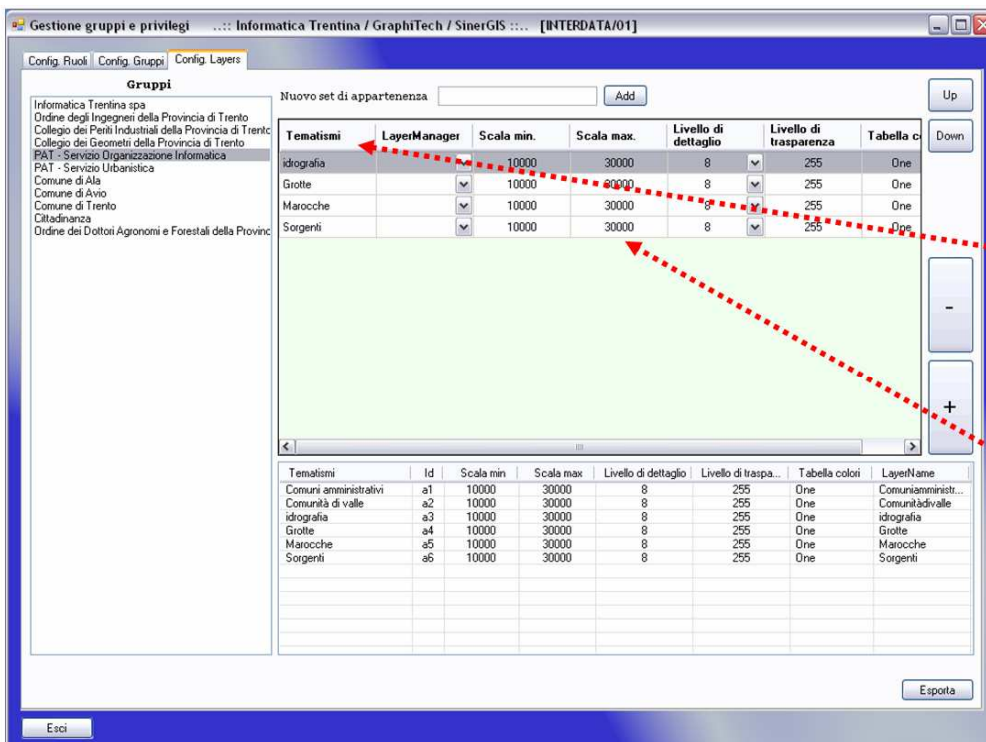 Gestione gruppi e privilegi ...:: Informatica Trentina / GraphiTech / SinerGIS ::... [INTERDATA/01]
Config. Ruoli Config. Gruppi Config. Layers
Gruppi
Informatica Trentina spa
Ordine degli Ingegneri della Provincia di Trento
Collegio dei Periti Industriali della Provincia di Trento
Collegio dei Geometri della Provincia di Trento
PAT - Servizio Organizzazione Informatica
PAT - Servizio Urbanistica
Comune di Ala
Comune di Avio
Comune di Trento
Cittadinanza
Ordine dei Dottori Agronomi e Forestali della Provinc
Nuovo set di appartenenza Add
Up
Down
-
+
Tematismi LayerManager Scala min. Scala max. Livello di dettaglio Livello di trasparenza Tabella c
idrografia 10000 30000 8 255 One
Grotte 10000 30000 8 255 One
Marocche 10000 30000 8 255 One
Sorgenti 10000 30000 8 255 One
Tematismi Id Scala min Scala max Livello di dettaglio Livello di traspa... Tabella colori LayerName
Comuni amministrativi a1 10000 30000 8 255 One Comuniamministr...
Comunità di valle a2 10000 30000 8 255 One Comunitàdivalle
idrografia a3 10000 30000 8 255 One idrografia
Grotte a4 10000 30000 8 255 One Grotte
Marocche a5 10000 30000 8 255 One Marocche
Sorgenti a6 10000 30000 8 255 One Sorgenti
Esporta
Esci